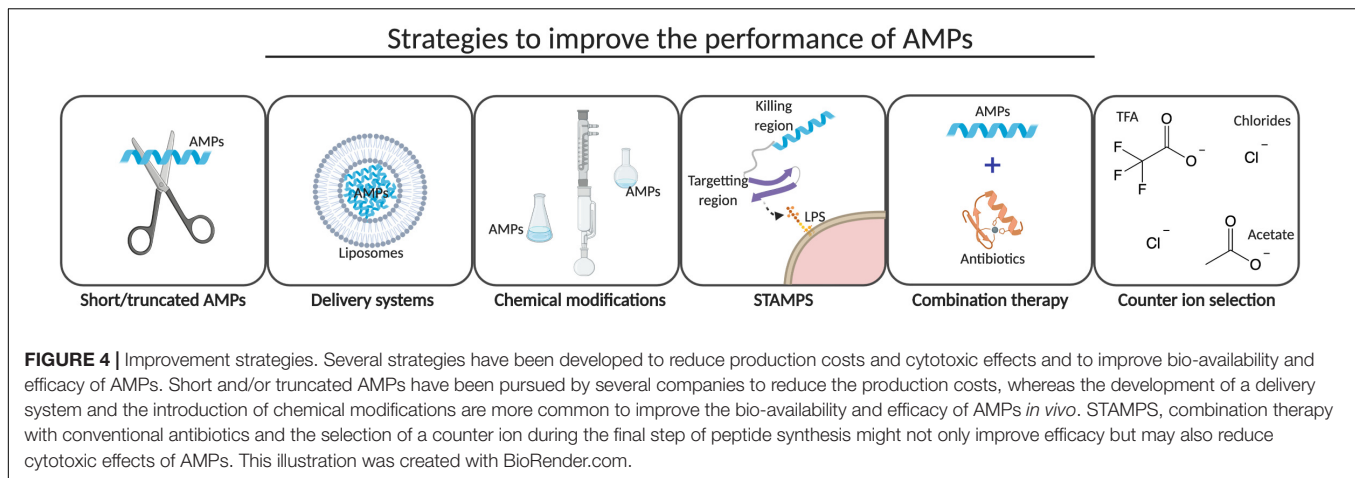 Strategies to improve the performance of AMPs
AMPs
Short/truncated AMPs
AMPs
Liposomes
Delivery systems
AMPs
AMPs
Chemical modifications
Killing
region
Targetting
region
LPS
STAMPS
AMPs
+
Antibiotics
Combination therapy
TFA
O
F
F
F
O⁻
Chlorides
Cl⁻
Cl⁻
Acetate
O
O⁻
Counter ion selection
FIGURE 4 | Improvement strategies. Several strategies have been developed to reduce production costs and cytotoxic effects and to improve bio-availability and
efficacy of AMPs. Short and/or truncated AMPs have been pursued by several companies to reduce the production costs, whereas the development of a delivery
system and the introduction of chemical modifications are more common to improve the bio-availability and efficacy of AMPs in vivo. STAMPS, combination therapy
with conventional antibiotics and the selection of a counter ion during the final step of peptide synthesis might not only improve efficacy but may also reduce
cytotoxic effects of AMPs. This illustration was created with BioRender.com.